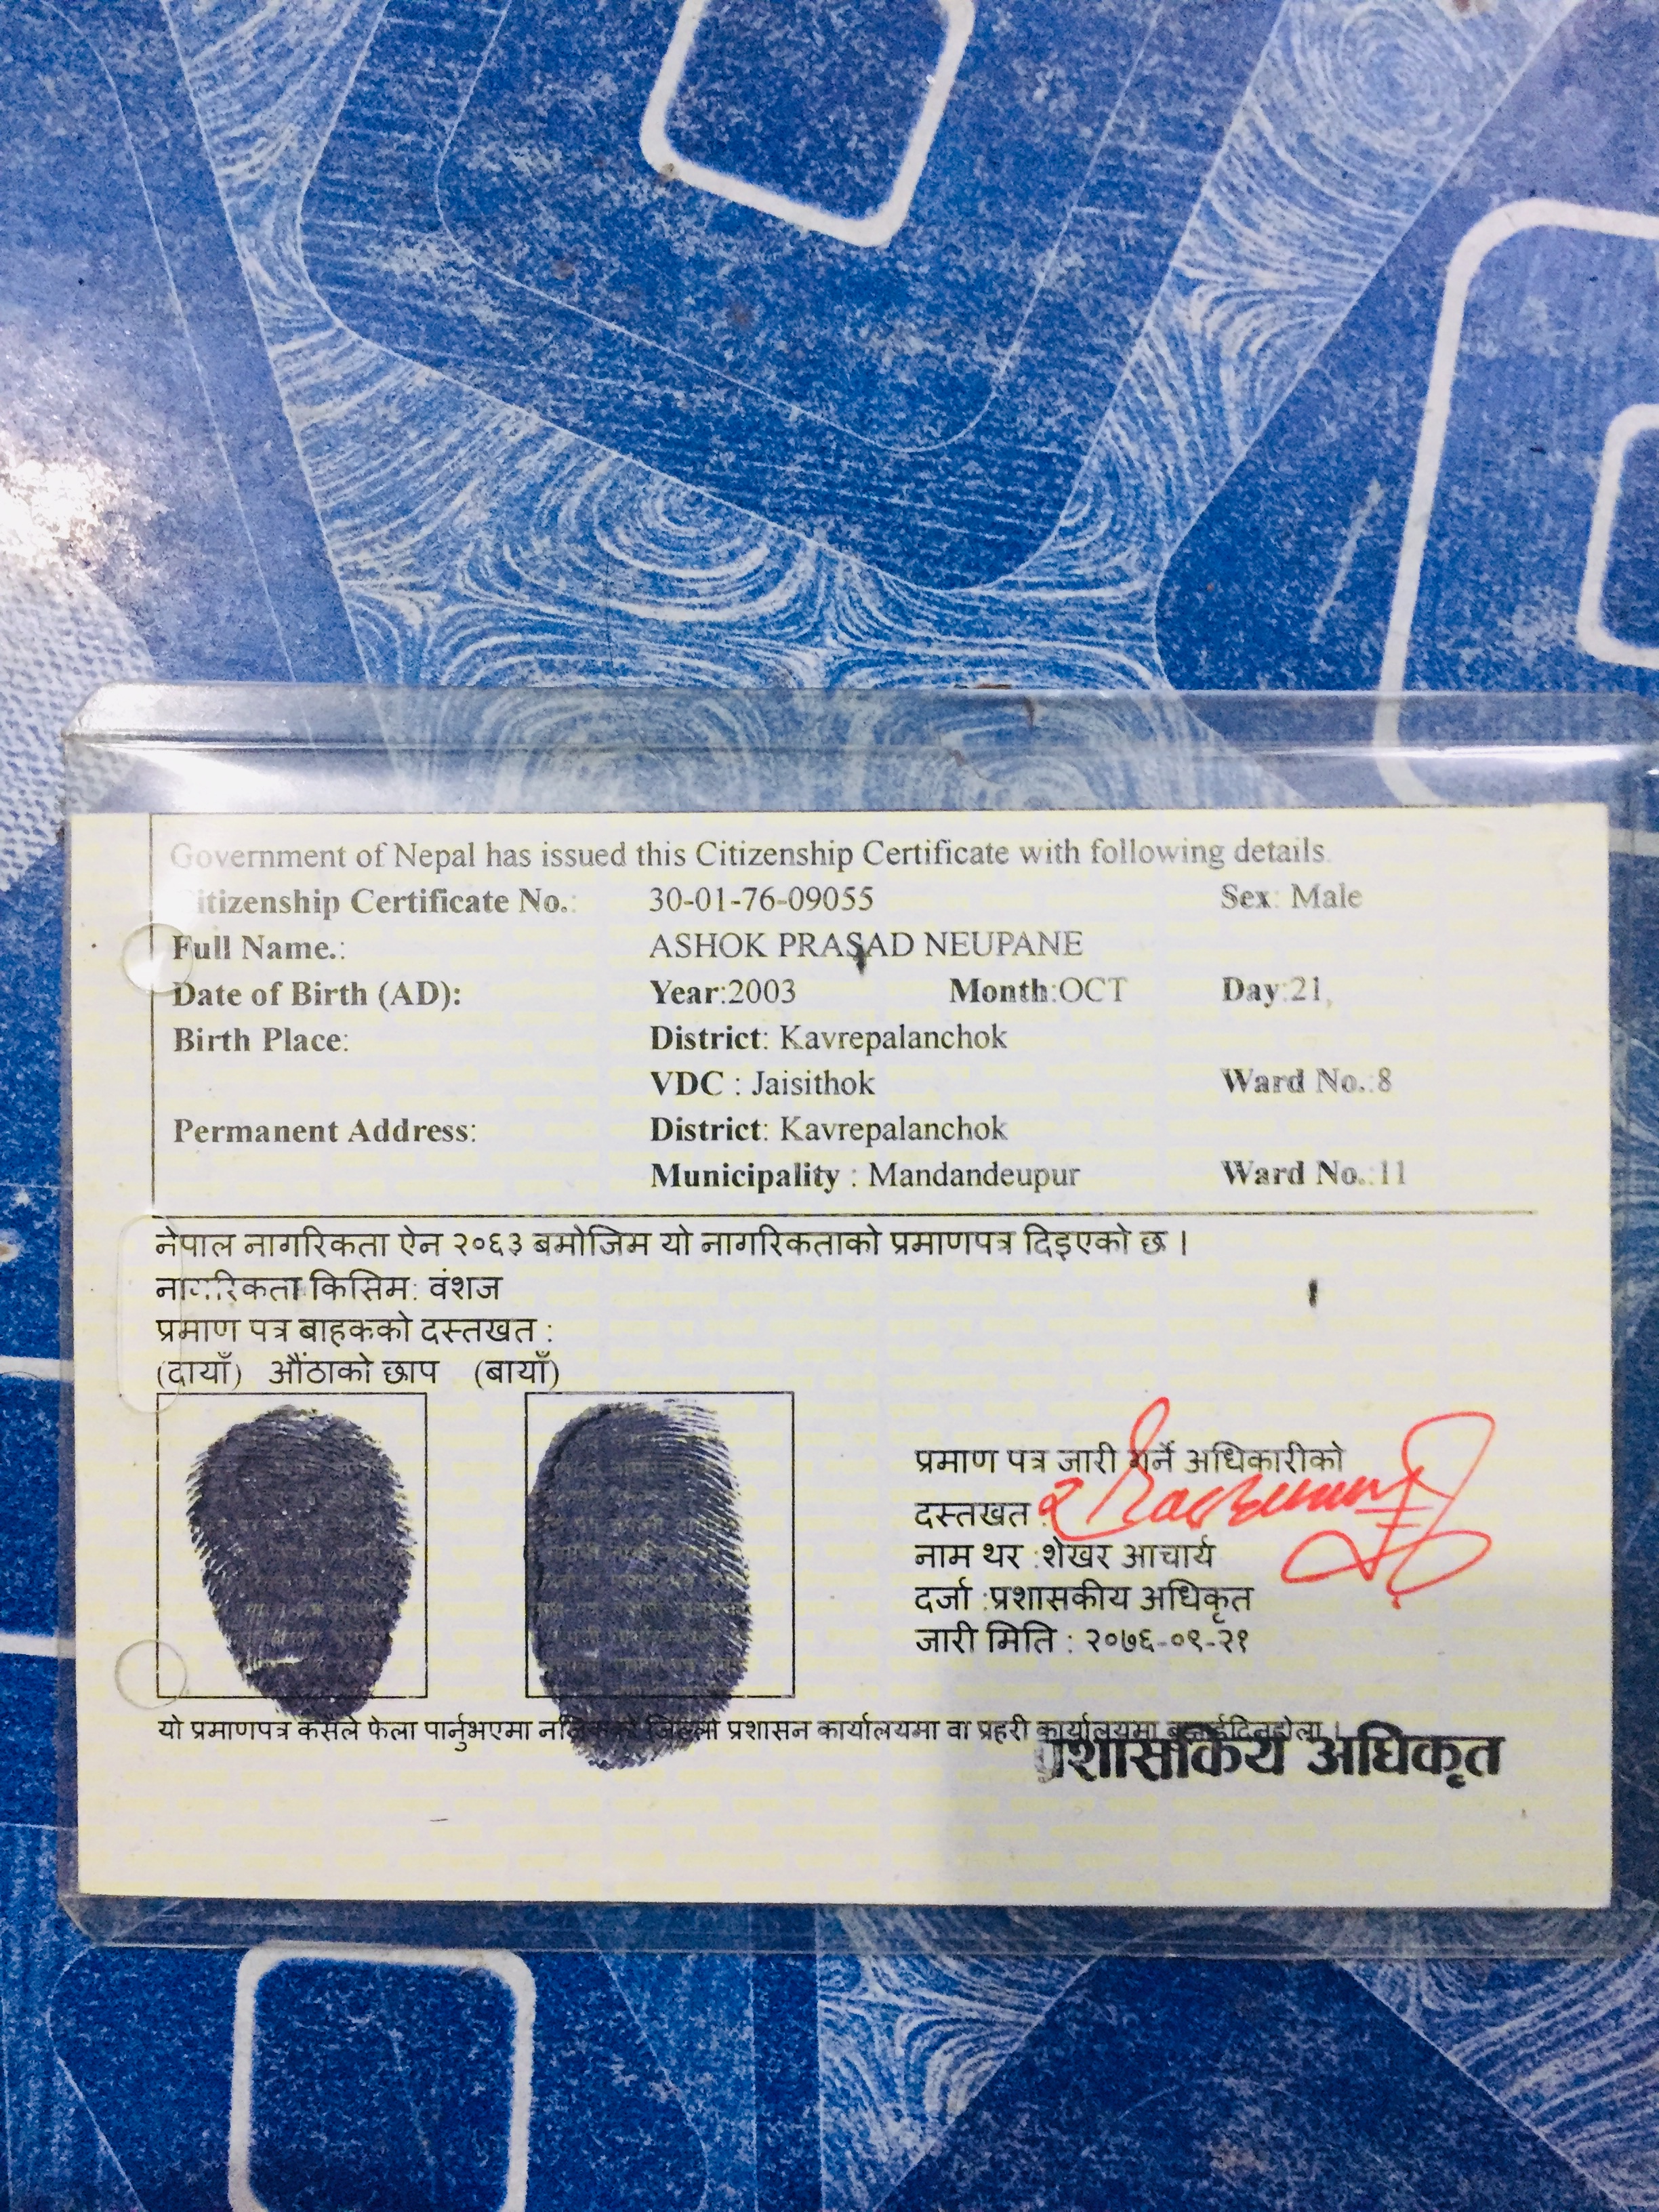 Government of Nepal has issued this Citizenship Certificate with following details.
Citizenship Certificate No.: 30-01-76-09055 Sex: Male
Full Name.: ASHOK PRASAD NEUPANE
Date of Birth (AD): Year:2003 Month:OCT Day:21,
Birth Place: District: Kavrepalanchok
VDC : Jaisithok Ward No.:8
Permanent Address: District: Kavrepalanchok
Municipality : Mandandeupur Ward No.:11
नेपाल नागरिकता ऐन २०६३ बमोजिम यो नागरिकताको प्रमाणपत्र दिइएको छ ।
नागरिकता किसिम: वंशज
प्रमाण पत्र बाहकको दस्तखत :
(दायाँ) औंठाको छाप (बायाँ)
प्रमाण पत्र जारी गर्ने अधिकारीको
दस्तखत :
नाम थर :शेखर आचार्य
दर्जा :प्रशासकीय अधिकृत
जारी मिति : २०७६-०९-२१
यो प्रमाणपत्र कसैले फेला पार्नुभएमा नजिकको जिल्ला प्रशासन कार्यालयमा वा प्रहरी कार्यालयमा बुझाईदिनुहोला ।
प्रशासकिय अधिकृत